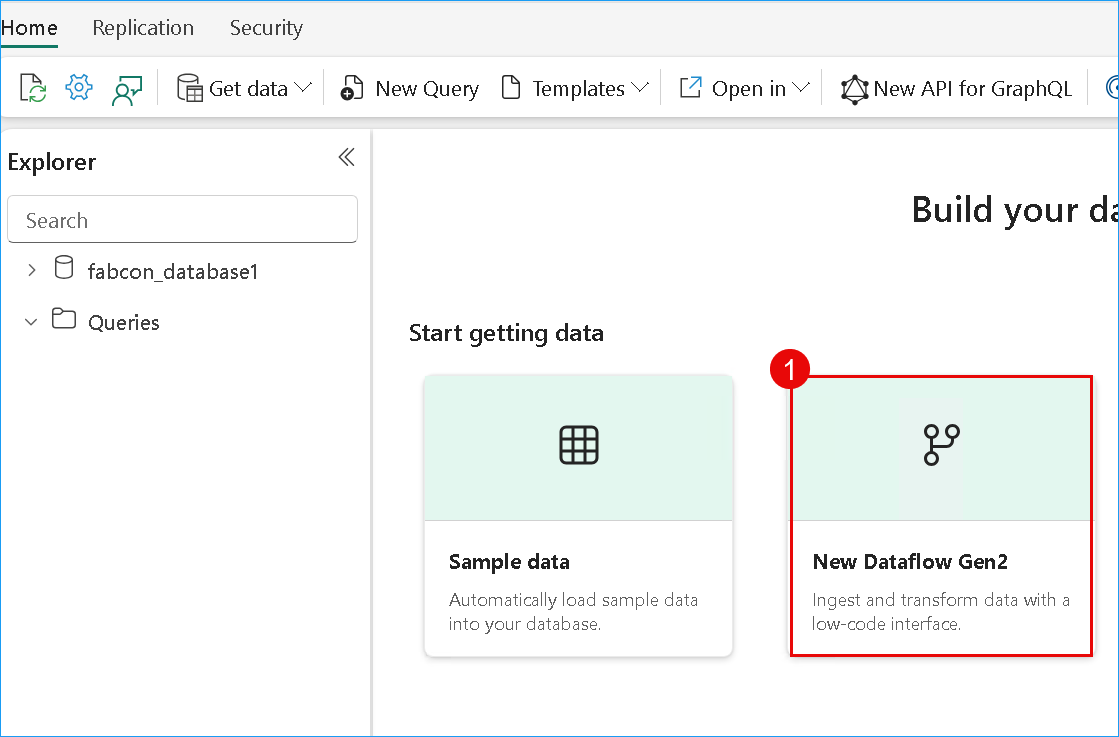 Home Replication Security
Get data New Query Templates Open in New API for GraphQL
Explorer
Search
fabcon_database1
Queries
Build your da
Start getting data
1
Sample data
Automatically load sample data
into your database.
New Dataflow Gen2
Ingest and transform data with a
low-code interface.